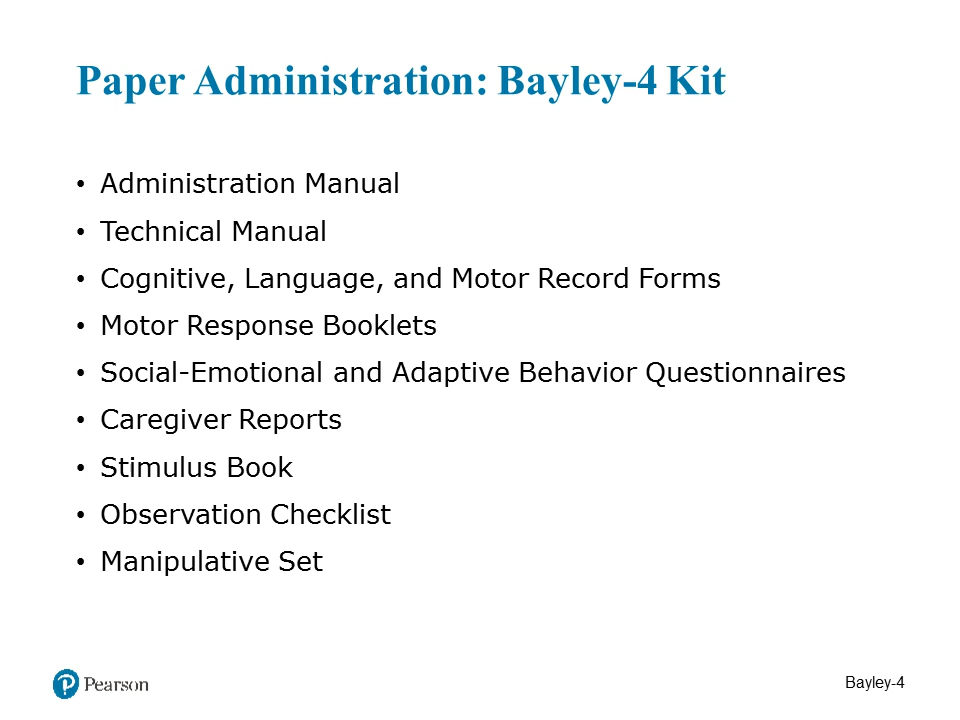 Paper Administration: Bayley-4 Kit
• Administration Manual
• Technical Manual
• Cognitive, Language, and Motor Record Forms
• Motor Response Booklets
• Social-Emotional and Adaptive Behavior Questionnaires
• Caregiver Reports
• Stimulus Book
• Observation Checklist
• Manipulative Set
P Pearson
Bayley-4